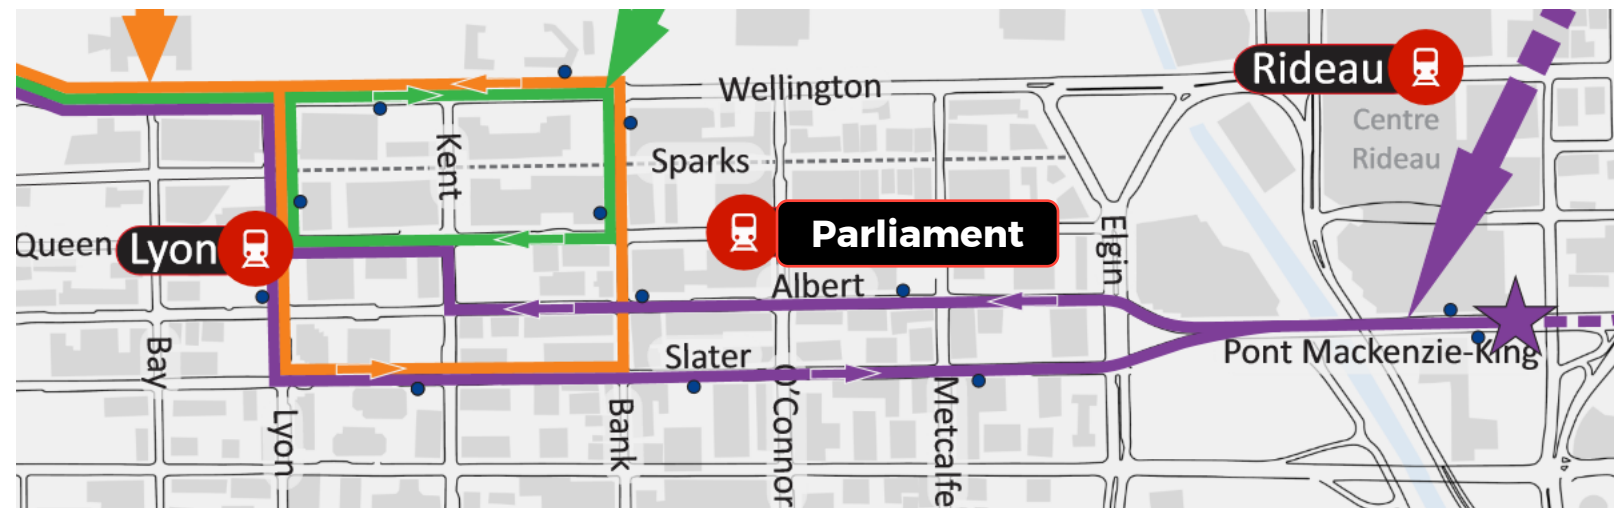 Wellington
Rideau
Centre
Rideau
Kent
Sparks
Queen
Lyon
Parliament
Elgin
Albert
Bay
Slater
Pont Mackenzie-King
Lyon
Bank
O'Connor
Metcalfe